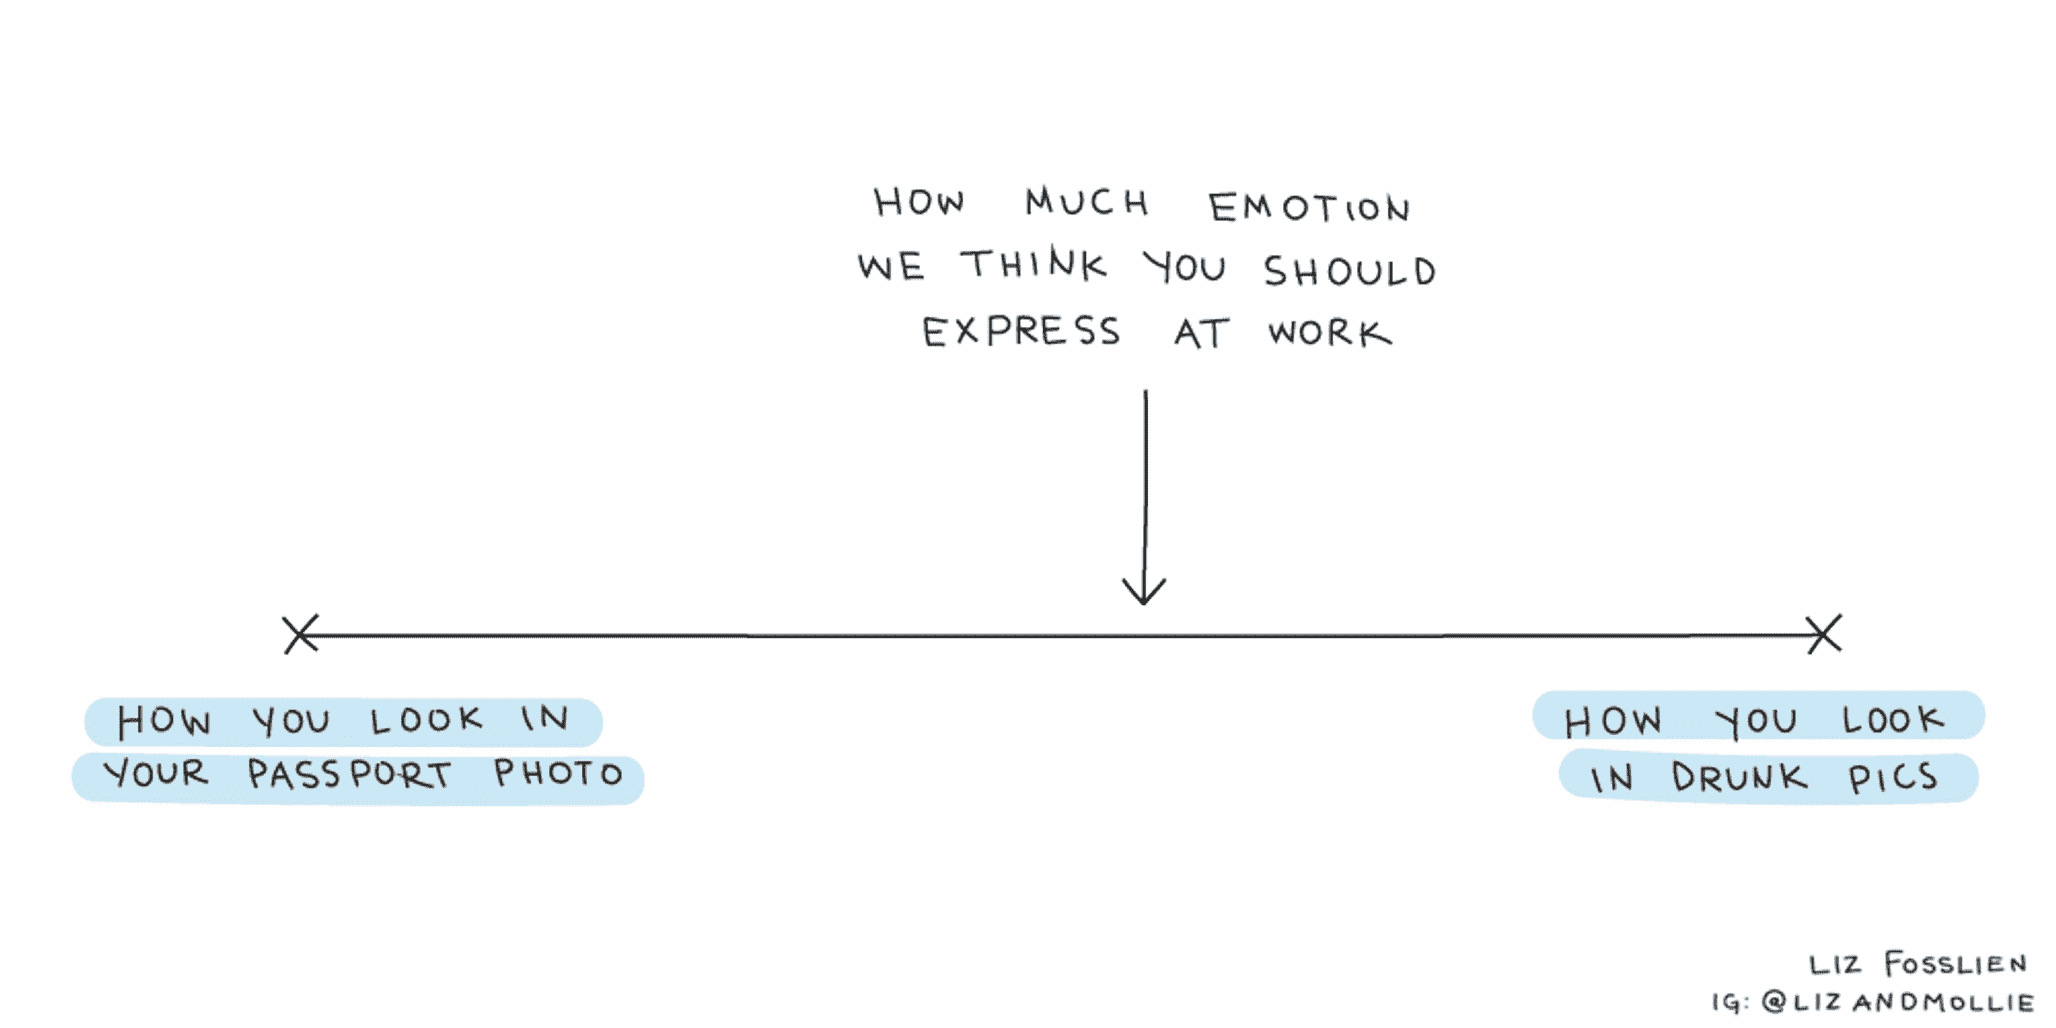 HOW MUCH EMOTION
WE THINK YOU SHOULD
EXPRESS AT WORK
HOW YOU LOOK IN
YOUR PASSPORT PHOTO
HOW YOU LOOK
IN DRUNK PICS
LIZ FOSSLIEN
IG: @LIZANDMOLLIE